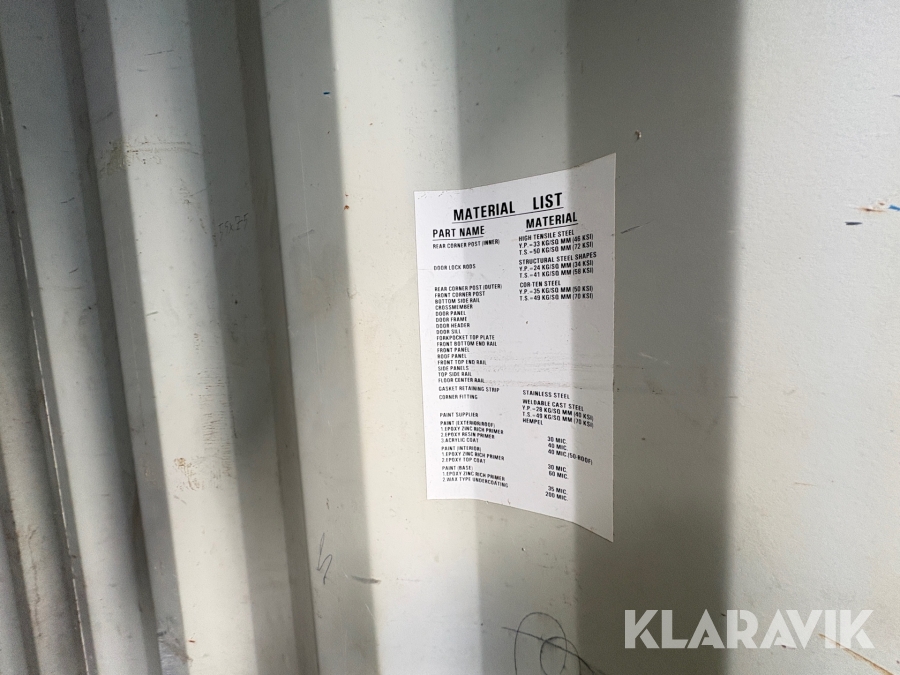 MATERIAL LIST
PART NAME MATERIAL
REAR CORNER POST (INNER) HIGH TENSILE STEEL
Y.P.-33 KG/SQ MM (46 KSI)
T.S.-50 KG/SQ MM (72 KSI)
DOOR LOCK RODS STRUCTURAL STEEL SHAPES
Y.P.-24 KG/SQ MM (34 KSI)
T.S.-41 KG/SQ MM (58 KSI)
REAR CORNER POST (OUTER) COR-TEN STEEL
FRONT CORNER POST Y.P.-35 KG/SQ MM (50 KSI)
BOTTOM SIDE RAIL T.S.-49 KG/SQ MM (70 KSI)
CROSSMEMBER
DOOR PANEL
DOOR FRAME
DOOR HEADER
DOOR SILL
FORKPOCKET TOP PLATE
FRONT BOTTOM END RAIL
FRONT PANEL
ROOF PANEL
FRONT TOP END RAIL
SIDE PANELS
TOP SIDE RAIL
FLOOR CENTER RAIL
GASKET RETAINING STRIP STAINLESS STEEL
CORNER FITTING WELDABLE CAST STEEL
Y.P.-28 KG/SQ MM (40 KSI)
T.S.-49 KG/SQ MM (70 KSI)
PAINT SUPPLIER HEMPEL
PAINT (EXTERIOR/ROOF)
1.EPOXY ZINC RICH PRIMER 30 MIC.
2.EPOXY RESIN PRIMER 40 MIC.
3.ACRYLIC COAT 40 MIC (50-ROOF)
PAINT (INTERIOR)
1.EPOXY ZINC RICH PRIMER 30 MIC.
2.EPOXY TOP COAT 60 MIC.
PAINT (BASE)
1.EPOXY ZINC RICH PRIMER 35 MIC.
2.WAX TYPE UNDERCOATING 200 MIC.
KLARAVIK